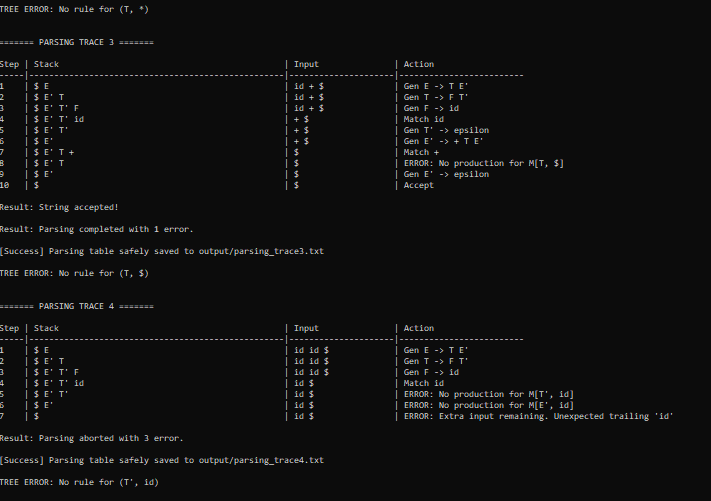 TREE ERROR: No rule for (T, *)
======= PARSING TRACE 3 =======
Step | Stack | Input | Action
-----|--------------------------------------------------|---------------------|-------------------------
1 | $ E | id + $ | Gen E -> T E'
2 | $ E' T | id + $ | Gen T -> F T'
3 | $ E' T' F | id + $ | Gen F -> id
4 | $ E' T' id | + $ | Match id
5 | $ E' T' | + $ | Gen T' -> epsilon
6 | $ E' | + $ | Gen E' -> + T E'
7 | $ E' T + | $ | Match +
8 | $ E' T | $ | ERROR: No production for M[T, $]
9 | $ E' | $ | Gen E' -> epsilon
10 | $ | $ | Accept
Result: String accepted!
Result: Parsing completed with 1 error.
[Success] Parsing table safely saved to output/parsing_trace3.txt
TREE ERROR: No rule for (T, $)
======= PARSING TRACE 4 =======
Step | Stack | Input | Action
-----|--------------------------------------------------|---------------------|-------------------------
1 | $ E | id id $ | Gen E -> T E'
2 | $ E' T | id id $ | Gen T -> F T'
3 | $ E' T' F | id id $ | Gen F -> id
4 | $ E' T' id | id $ | Match id
5 | $ E' T' | id $ | ERROR: No production for M[T', id]
6 | $ E' | id $ | ERROR: No production for M[E', id]
7 | $ | id $ | ERROR: Extra input remaining. Unexpected trailing 'id'
Result: Parsing aborted with 3 error.
[Success] Parsing table safely saved to output/parsing_trace4.txt
TREE ERROR: No rule for (T', id)